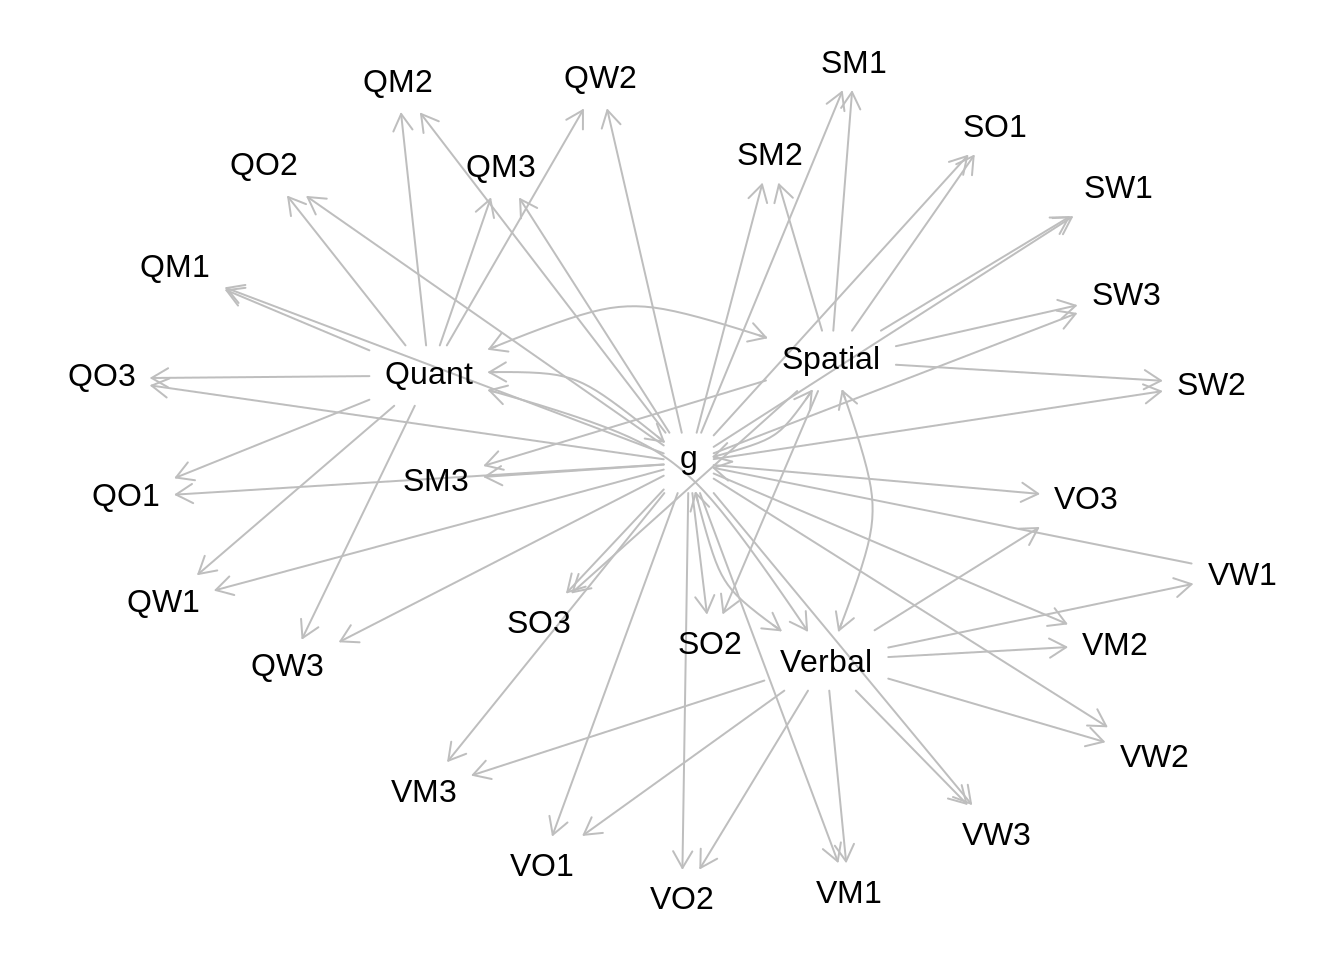 SM1
QM2
QW2
SO1
SM2
QO2
QM3
SW1
QM1
SW3
Spatial
Quant
QO3
SW2
g
SM3
QO1
VO3
VW1
QW1
SO3
SO2
VM2
Verbal
QW3
VW2
VM3
VW3
VO1
VM1
VO2